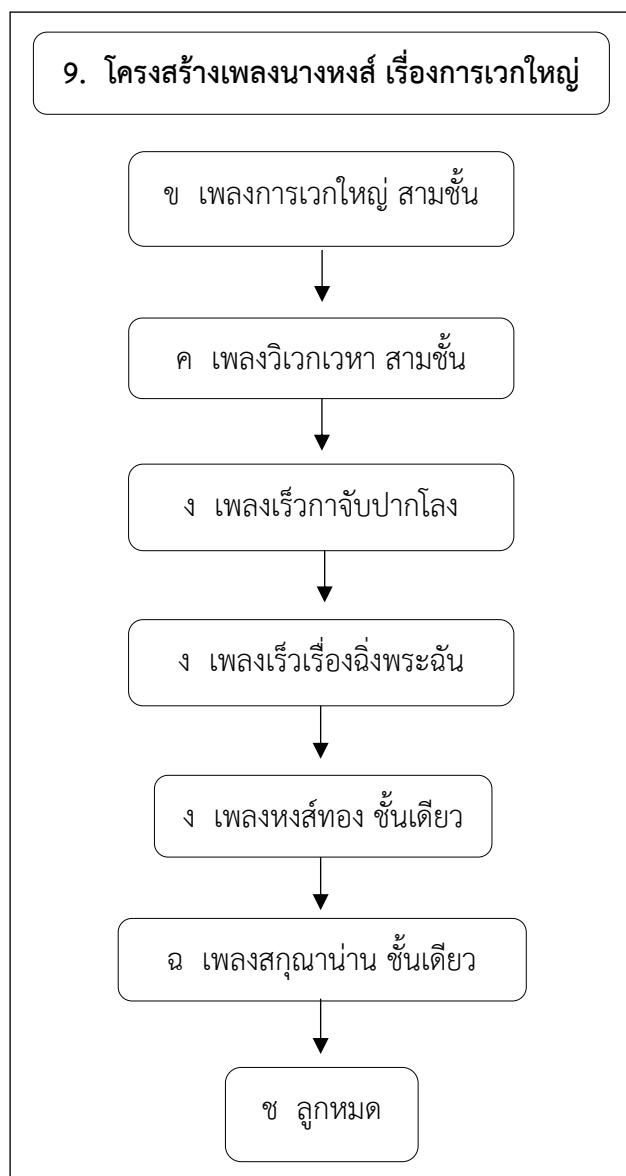 9. โครงสร้างเพลงนางหงส์ เรื่องการเวกใหญ่
ข เพลงการเวกใหญ่ สามชั้น
ค เพลงวิเวกเวหา สามชั้น
ง เพลงเร็วกาจับปากโลง
ง เพลงเร็วเรื่องฉิ่งพระฉัน
ง เพลงหงส์ทอง ชั้นเดียว
ฉ เพลงสกุณาน่าน ชั้นเดียว
ช ลูกหมด